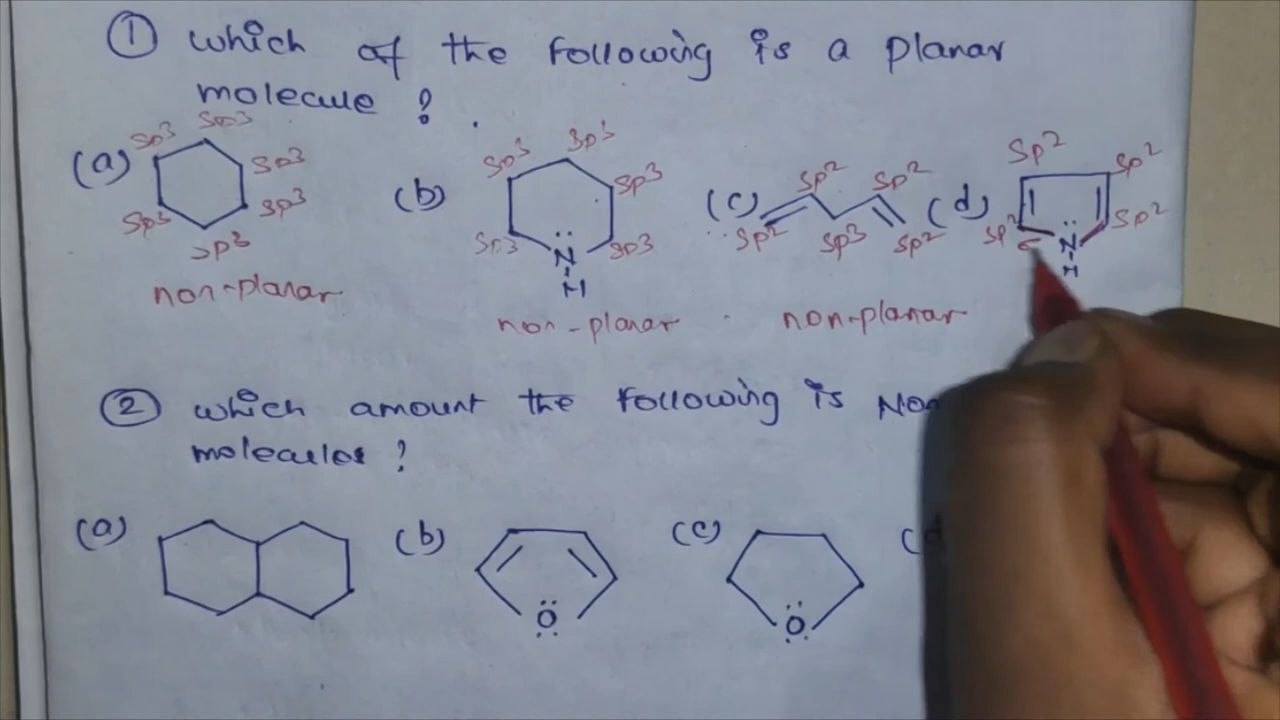 ① which of the following is a planar
molecule ?
(a) Sp3 Sp3 Sp3 Sp3 Sp3 Sp3
non-planar
(b) Sp3 Sp3 Sp3 Sp3 Sp3 N H
non-planar
(c) Sp2 Sp2 Sp3 Sp2 Sp2
non-planar
(d) Sp2 Sp2 Sp2 Sp2 N H
② which amount the following is
molecules ?
(a)
(b) O
(c) O
(d